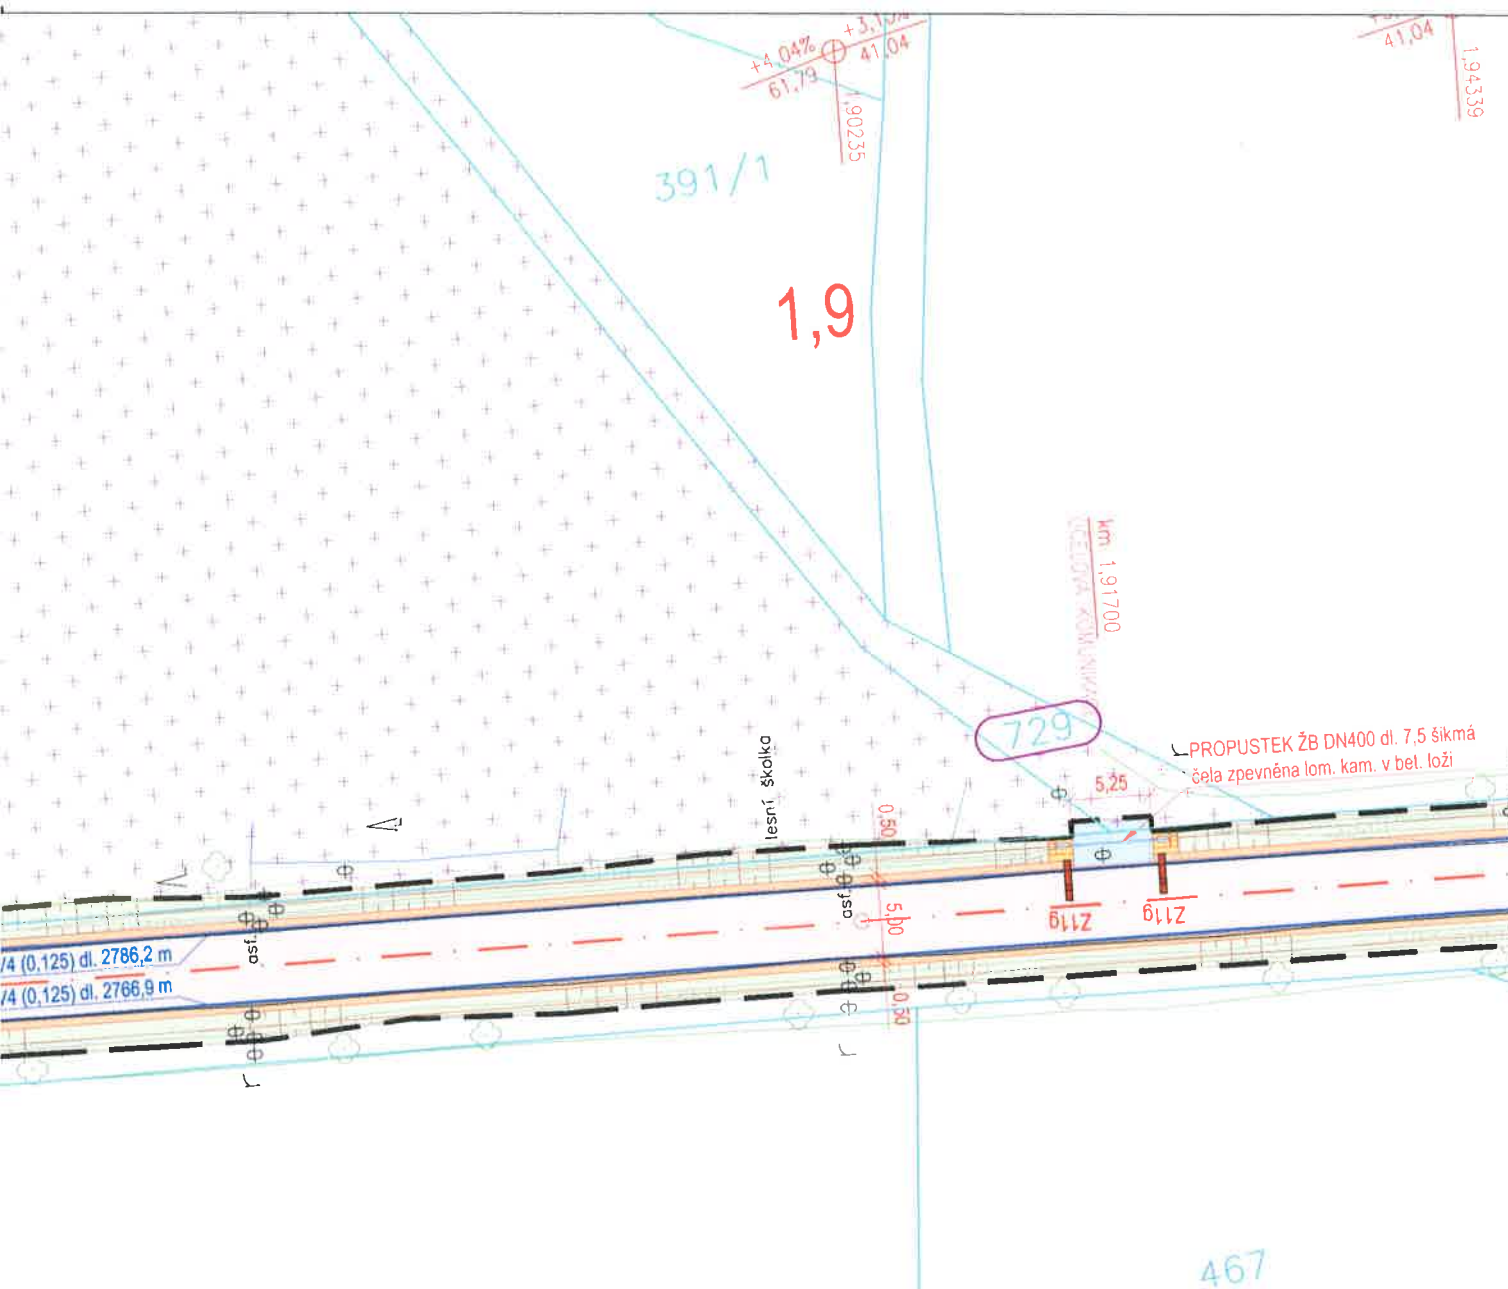 +4,04%
61,79
41,04
1,90235
41,04
1,94339
391/1
1,9
km 1,91700
729
PROPUSTEK ŽB DN400 dl. 7,5 šikmá
čela zpevněna lom. kam. v bet. loži
5,25
lesní školka
0,50
asf.
5,00
0,50
Z11g
Z11g
asf.
/4 (0,125) dl. 2786,2 m
/4 (0,125) dl. 2766,9 m
467